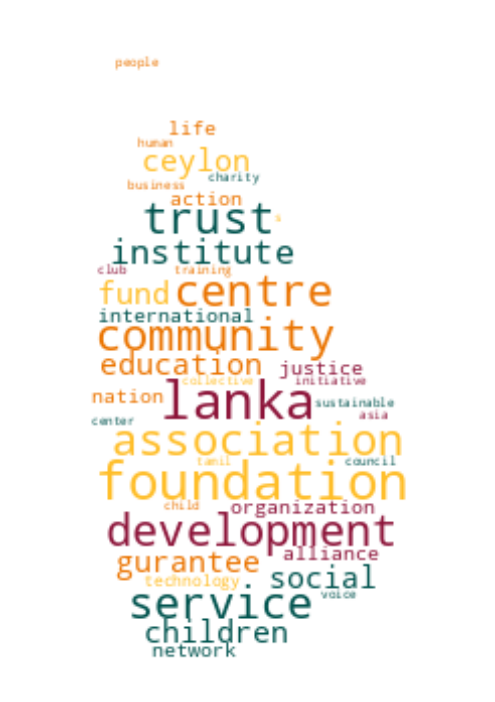 people
life
human
ceylon
charity
business
action
trust s
institute
club training
fund centre
international
community
education justice
collective initiative
nation lanka sustainable
asia
center
association
tamil council
foundation
child organization
development
gurantee alliance
technology social
service voice
children
network